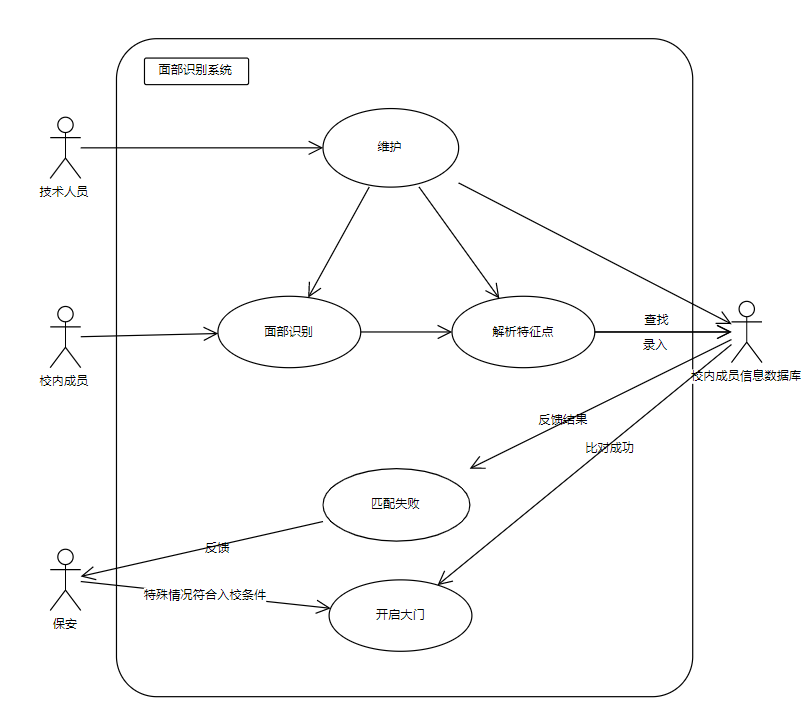 面部识别系统
维护
技术人员
面部识别
解析特征点
查找
录入
校内成员
校内成员信息数据库
反馈结果
比对成功
匹配失败
反馈
特殊情况符合入校条件
开启大门
保安